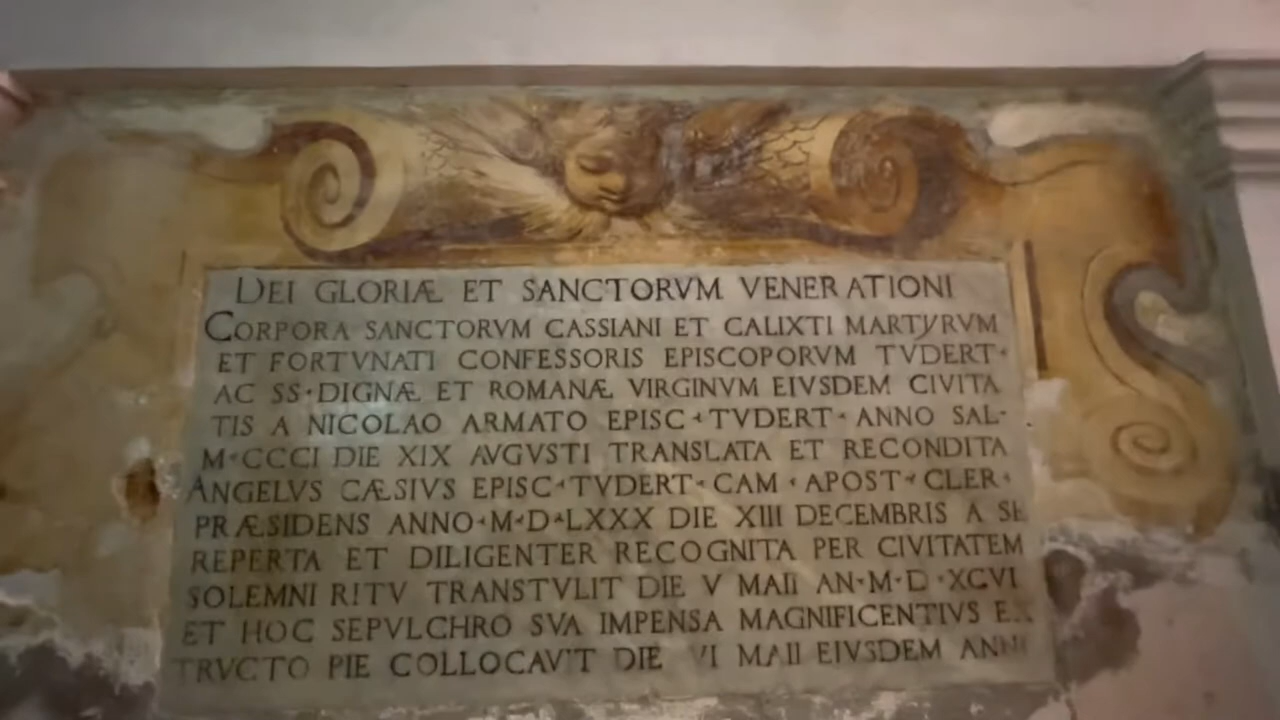 DEI GLORIÆ ET SANCTORVM VENERATIONI
CORPORA SANCTORVM CASSIANI ET CALIXTI MARTYRVM
ET FORTVNATI CONFESSORIS EPISCOPORVM TVDERT·
AC SS·DIGNÆ ET ROMANÆ VIRGINVM EIVSDEM CIVITA
TIS A NICOLAO ARMATO EPISC·TVDERT·ANNO SAL·
M·CCCI DIE XIX AVGVSTI TRANSLATA ET RECONDITA
ANGELVS CÆSIVS EPISC·TVDERT·CAM·APOST·CLER·
PRÆSIDENS ANNO·M·D·LXXX DIE XIII DECEMBRIS A SE
REPERTA ET DILIGENTER RECOGNITA PER CIVITATEM
SOLEMNI RITV TRANSTVLIT DIE V MAII AN·M·D·XCVI
ET HOC SEPVLCHRO SVA IMPENSA MAGNIFICENTIVS EX
TRVCTO PIE COLLOCAVIT DIE VI MAII EIVSDEM ANNI